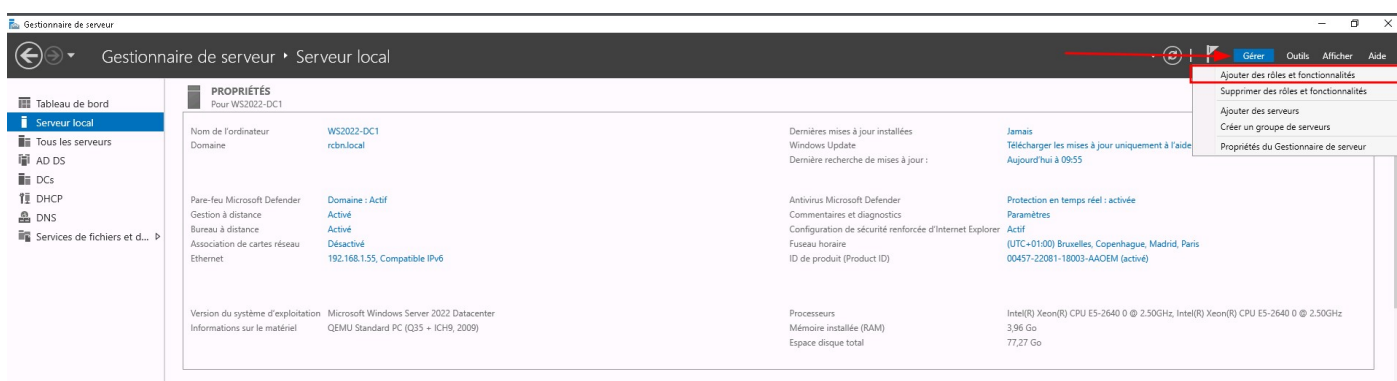 Gestionnaire de serveur
Gestionnaire de serveur • Serveur local
Gérer Outils Afficher Aide
Ajouter des rôles et fonctionnalités
Supprimer des rôles et fonctionnalités
Ajouter des serveurs
Créer un groupe de serveurs
Propriétés du Gestionnaire de serveur
Tableau de bord
Serveur local
Tous les serveurs
AD DS
DCs
DHCP
DNS
Services de fichiers et d...
PROPRIÉTÉS
Pour WS2022-DC1
Nom de l'ordinateur WS2022-DC1
Domaine rcbn.local
Dernières mises à jour installées Jamais
Windows Update Télécharger les mises à jour uniquement à l'aide
Dernière recherche de mises à jour : Aujourd'hui à 09:55
Pare-feu Microsoft Defender Domaine : Actif
Gestion à distance Activé
Bureau à distance Activé
Association de cartes réseau Désactivé
Ethernet 192.168.1.55, Compatible IPv6
Antivirus Microsoft Defender Protection en temps réel : activée
Commentaires et diagnostics Paramètres
Configuration de sécurité renforcée d'Internet Explorer Actif
Fuseau horaire (UTC+01:00) Bruxelles, Copenhague, Madrid, Paris
ID de produit (Product ID) 00457-22081-18003-AAOEM (activé)
Version du système d'exploitation Microsoft Windows Server 2022 Datacenter
Informations sur le matériel QEMU Standard PC (Q35 + ICH9, 2009)
Processeurs Intel(R) Xeon(R) CPU E5-2640 0 @ 2.50GHz, Intel(R) Xeon(R) CPU E5-2640 0 @ 2.50GHz
Mémoire installée (RAM) 3,96 Go
Espace disque total 77,27 Go